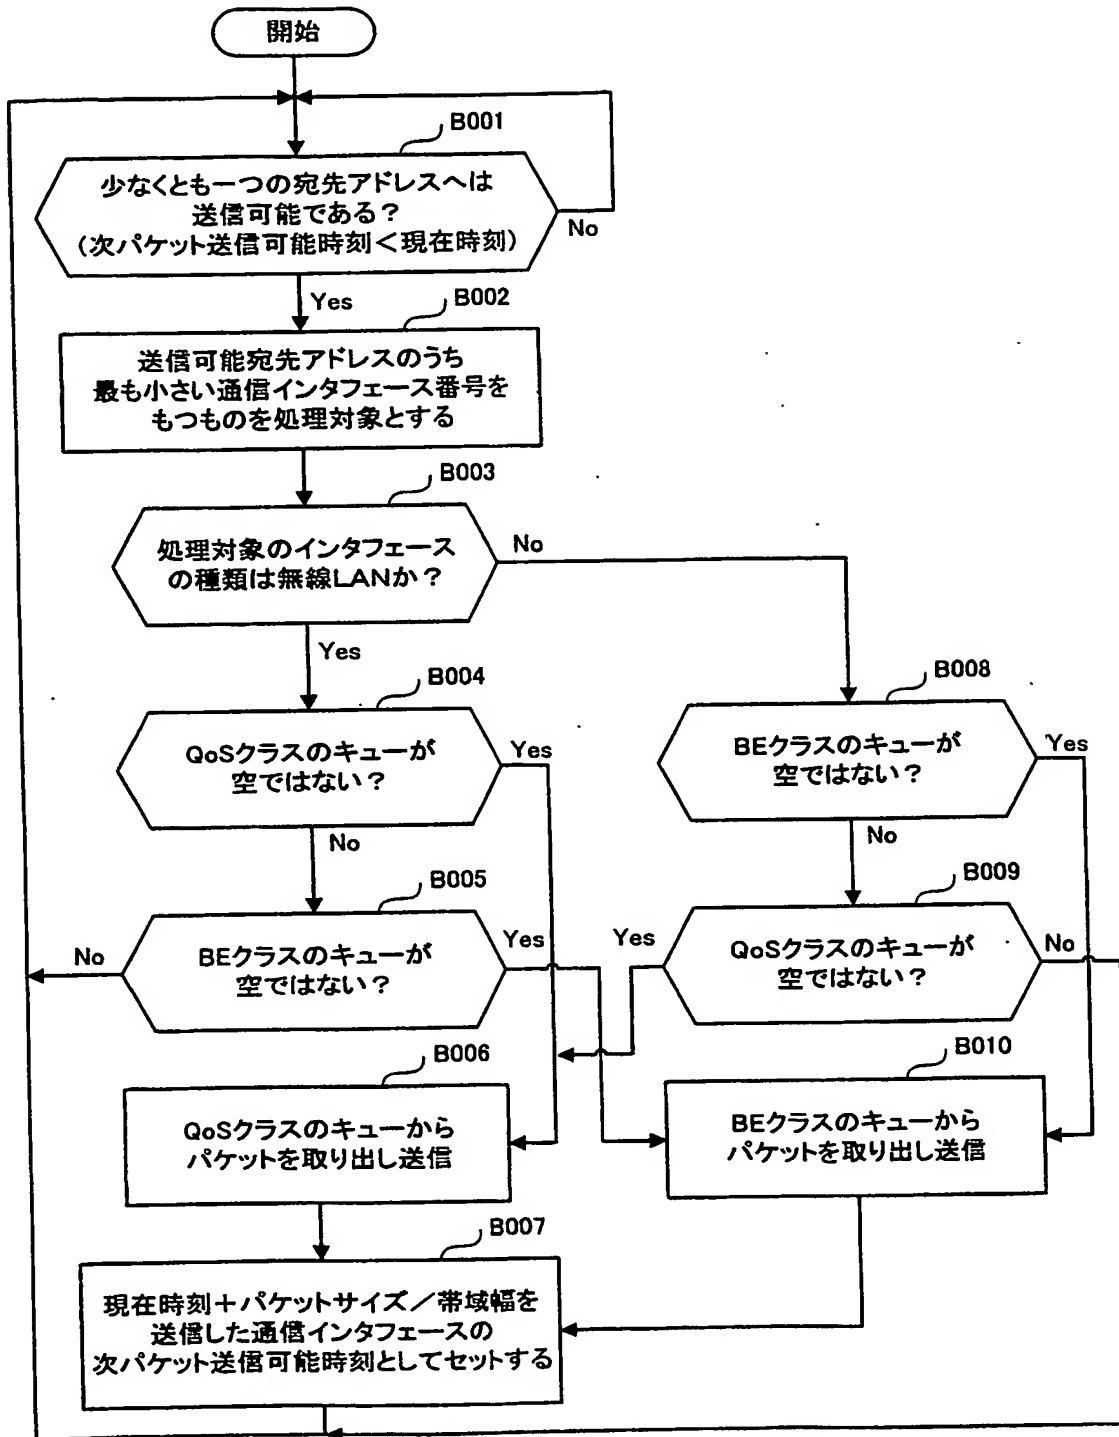 開始
B001
少なくとも一つの宛先アドレスへは
送信可能である?
(次パケット送信可能時刻<現在時刻)
No
Yes
B002
送信可能宛先アドレスのうち
最も小さい通信インタフェース番号を
もつものを処理対象とする
B003
処理対象のインタフェース
の種類は無線LANか?
No
Yes
B004
QoSクラスのキューが
空ではない?
Yes
No
B008
BEクラスのキューが
空ではない?
Yes
No
B005
BEクラスのキューが
空ではない?
No
Yes
B009
QoSクラスのキューが
空ではない?
Yes
No
B006
QoSクラスのキューから
パケットを取り出し送信
B010
BEクラスのキューから
パケットを取り出し送信
B007
現在時刻+パケットサイズ/帯域幅を
送信した通信インタフェースの
次パケット送信可能時刻としてセットする